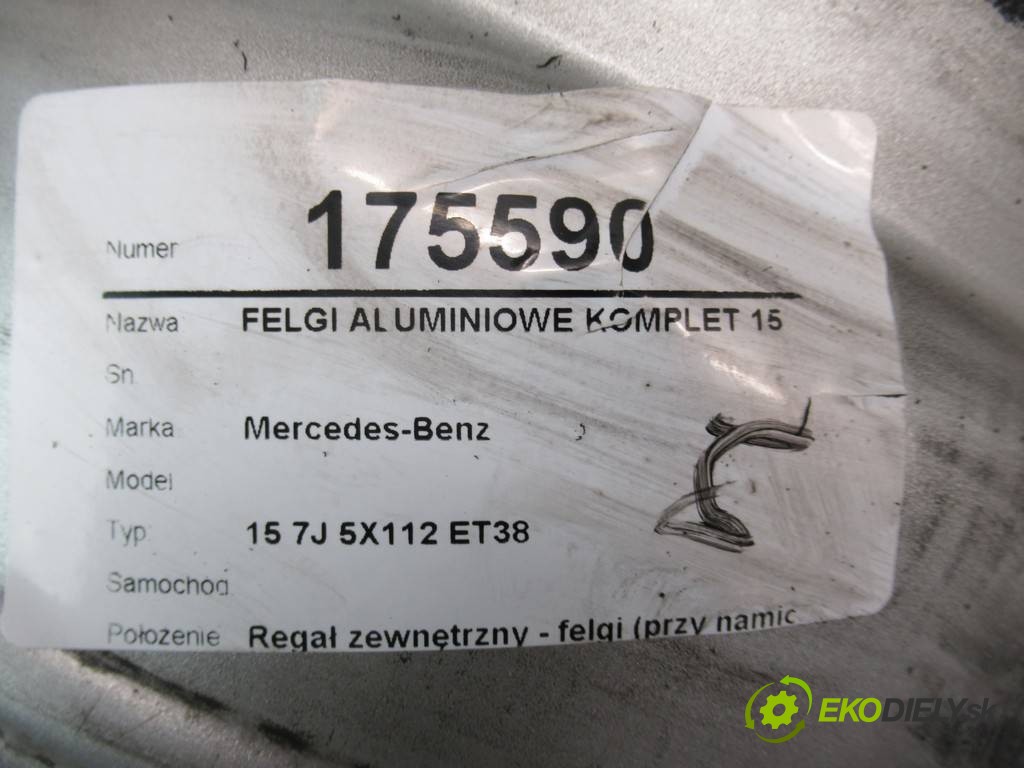 Numer 175590
Nazwa FELGI ALUMINIOWE KOMPLET 15
Sn
Marka Mercedes-Benz
Model
Typ 15 7J 5X112 ET38
Samochód
Położenie Regał zewnętrzny - felgi (przy namic
EKODIELY.sk